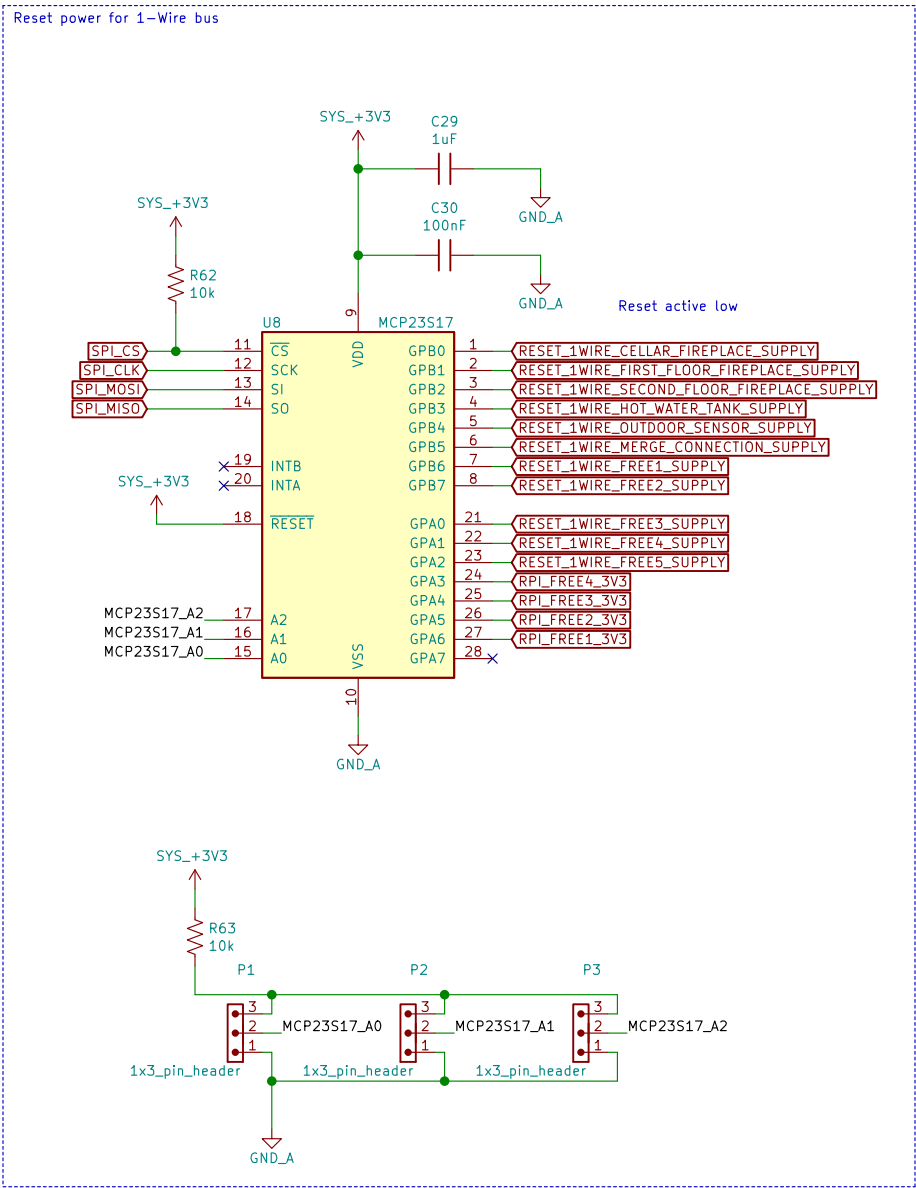 Reset power for 1-Wire bus
SYS_+3V3
C29
1uF
GND_A
SYS_+3V3
C30
100nF
R62
10k
GND_A
Reset active low
9
U8
MCP23S17
VDD
SPI_CS 11 CS GPB0 1 RESET_1WIRE_CELLAR_FIREPLACE_SUPPLY
SPI_CLK 12 SCK GPB1 2 RESET_1WIRE_FIRST_FLOOR_FIREPLACE_SUPPLY
SPI_MOSI 13 SI GPB2 3 RESET_1WIRE_SECOND_FLOOR_FIREPLACE_SUPPLY
SPI_MISO 14 SO GPB3 4 RESET_1WIRE_HOT_WATER_TANK_SUPPLY
GPB4 5 RESET_1WIRE_OUTDOOR_SENSOR_SUPPLY
GPB5 6 RESET_1WIRE_MERGE_CONNECTION_SUPPLY
19 INTB GPB6 7 RESET_1WIRE_FREE1_SUPPLY
20 INTA GPB7 8 RESET_1WIRE_FREE2_SUPPLY
SYS_+3V3
18 RESET GPA0 21 RESET_1WIRE_FREE3_SUPPLY
GPA1 22 RESET_1WIRE_FREE4_SUPPLY
GPA2 23 RESET_1WIRE_FREE5_SUPPLY
GPA3 24 RPI_FREE4_3V3
GPA4 25 RPI_FREE3_3V3
MCP23S17_A2 17 A2 GPA5 26 RPI_FREE2_3V3
MCP23S17_A1 16 A1 GPA6 27 RPI_FREE1_3V3
MCP23S17_A0 15 A0 GPA7 28
VSS
10
GND_A
SYS_+3V3
R63
10k
P1 P2 P3
3 3 3
2 MCP23S17_A0 2 MCP23S17_A1 2 MCP23S17_A2
1 1 1
1x3_pin_header 1x3_pin_header 1x3_pin_header
GND_A